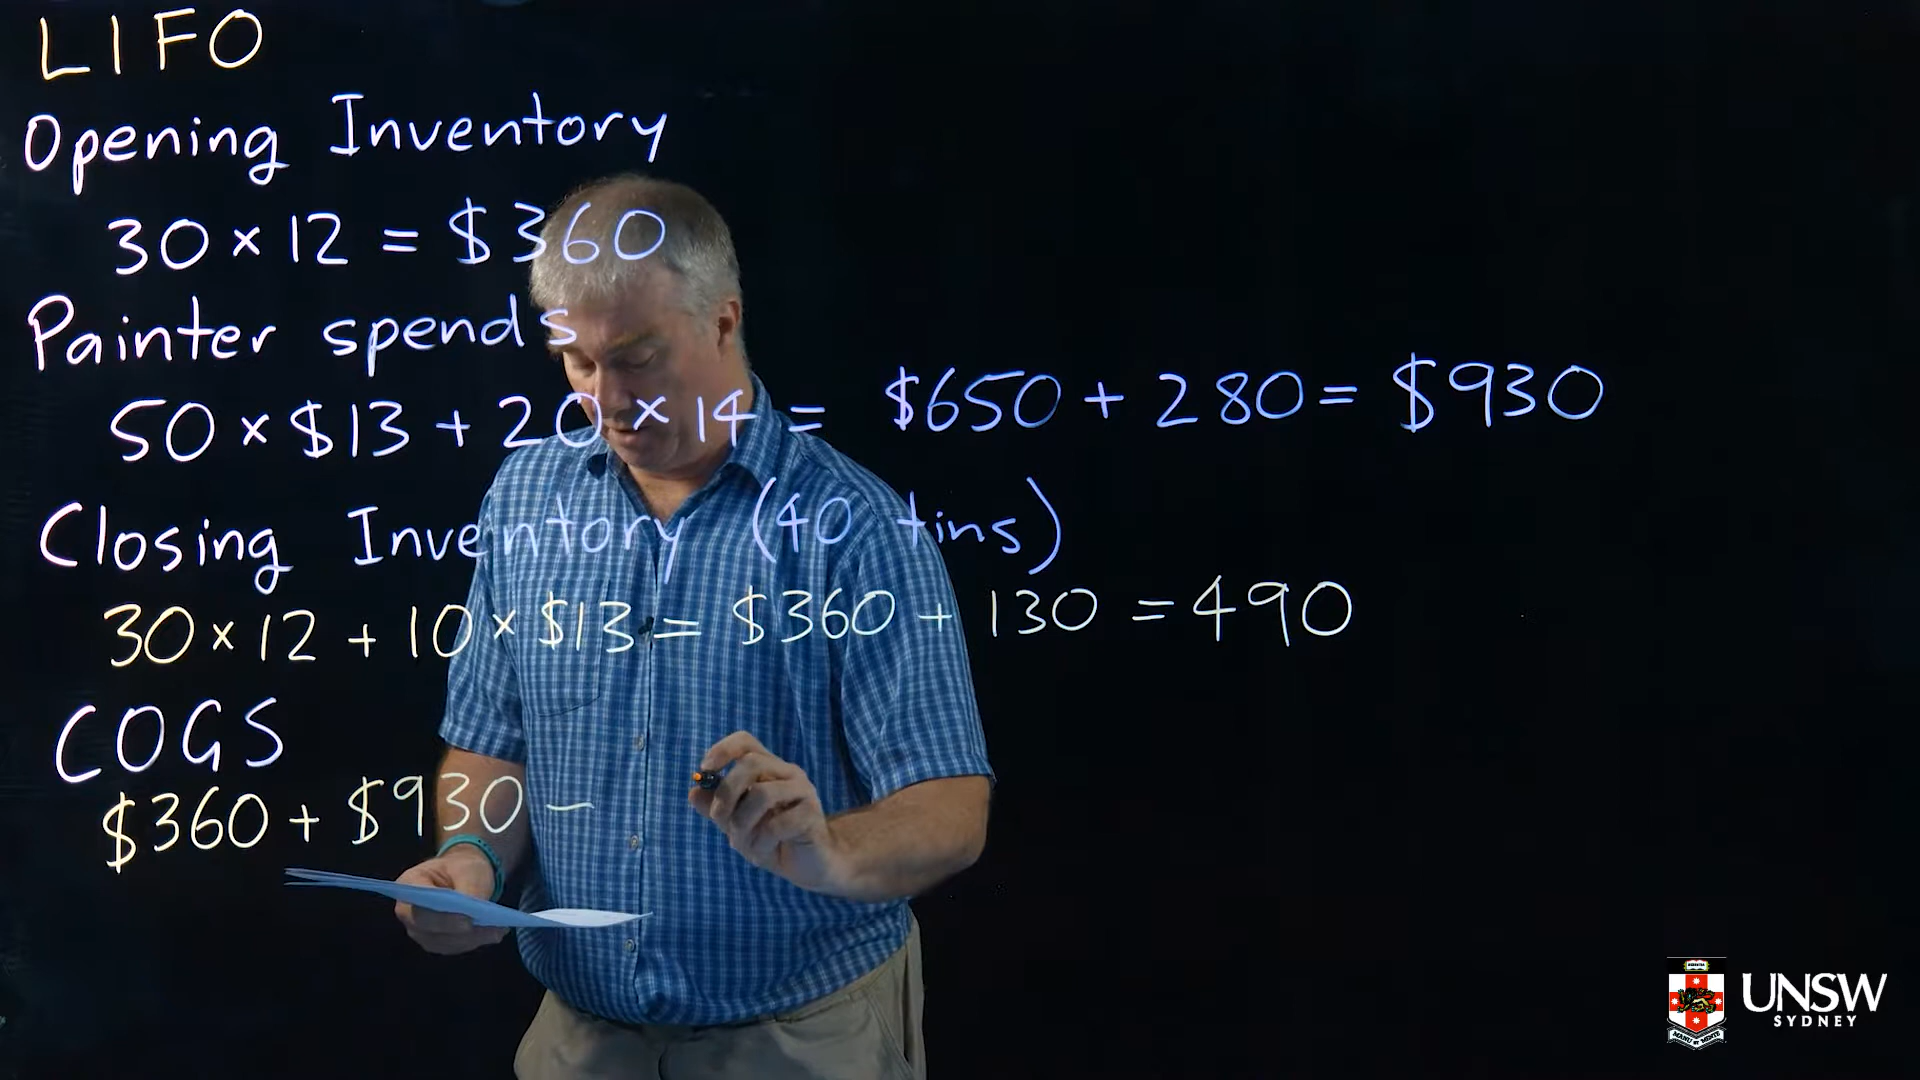 LIFO
Opening Inventory
30 × 12 = $360
Painter spends
50 × $13 + 20 × 14 = $650 + 280 = $930
Closing Inventory (40 tins)
30 × 12 + 10 × $13 = $360 + 130 = 490
COGS
$360 + $930 −
UNSW
SYDNEY